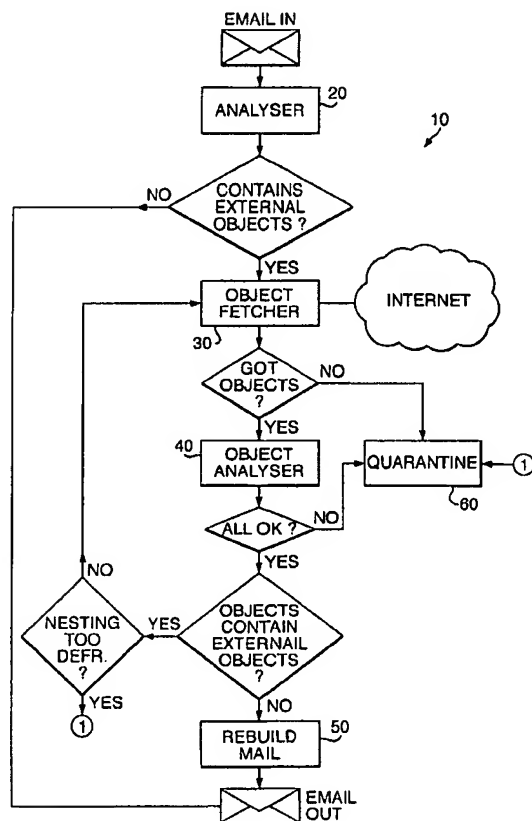 EMAIL IN
ANALYSER
20
10
CONTAINS
EXTERNAL
OBJECTS ?
NO
YES
OBJECT
FETCHER
30
INTERNET
GOT
OBJECTS
?
NO
YES
40
OBJECT
ANALYSER
QUARANTINE
60
1
ALL OK ?
NO
YES
OBJECTS
CONTAIN
EXTERNAIL
OBJECTS
?
YES
NO
NESTING
TOO
DEFR.
?
NO
YES
1
REBUILD
MAIL
50
EMAIL
OUT